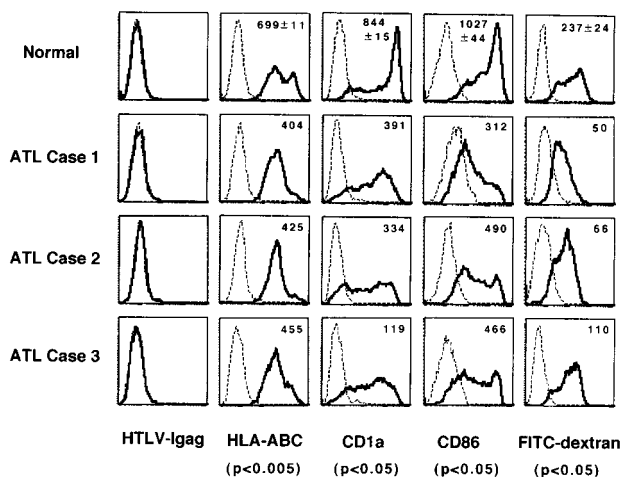 Normal
699±11
844
±15
1027
±44
237±24
ATL Case 1
404
391
312
50
ATL Case 2
425
334
490
66
ATL Case 3
455
119
466
110
HTLV-Igag
HLA-ABC
CD1a
CD86
FITC-dextran
(p<0.005)
(p<0.05)
(p<0.05)
(p<0.05)